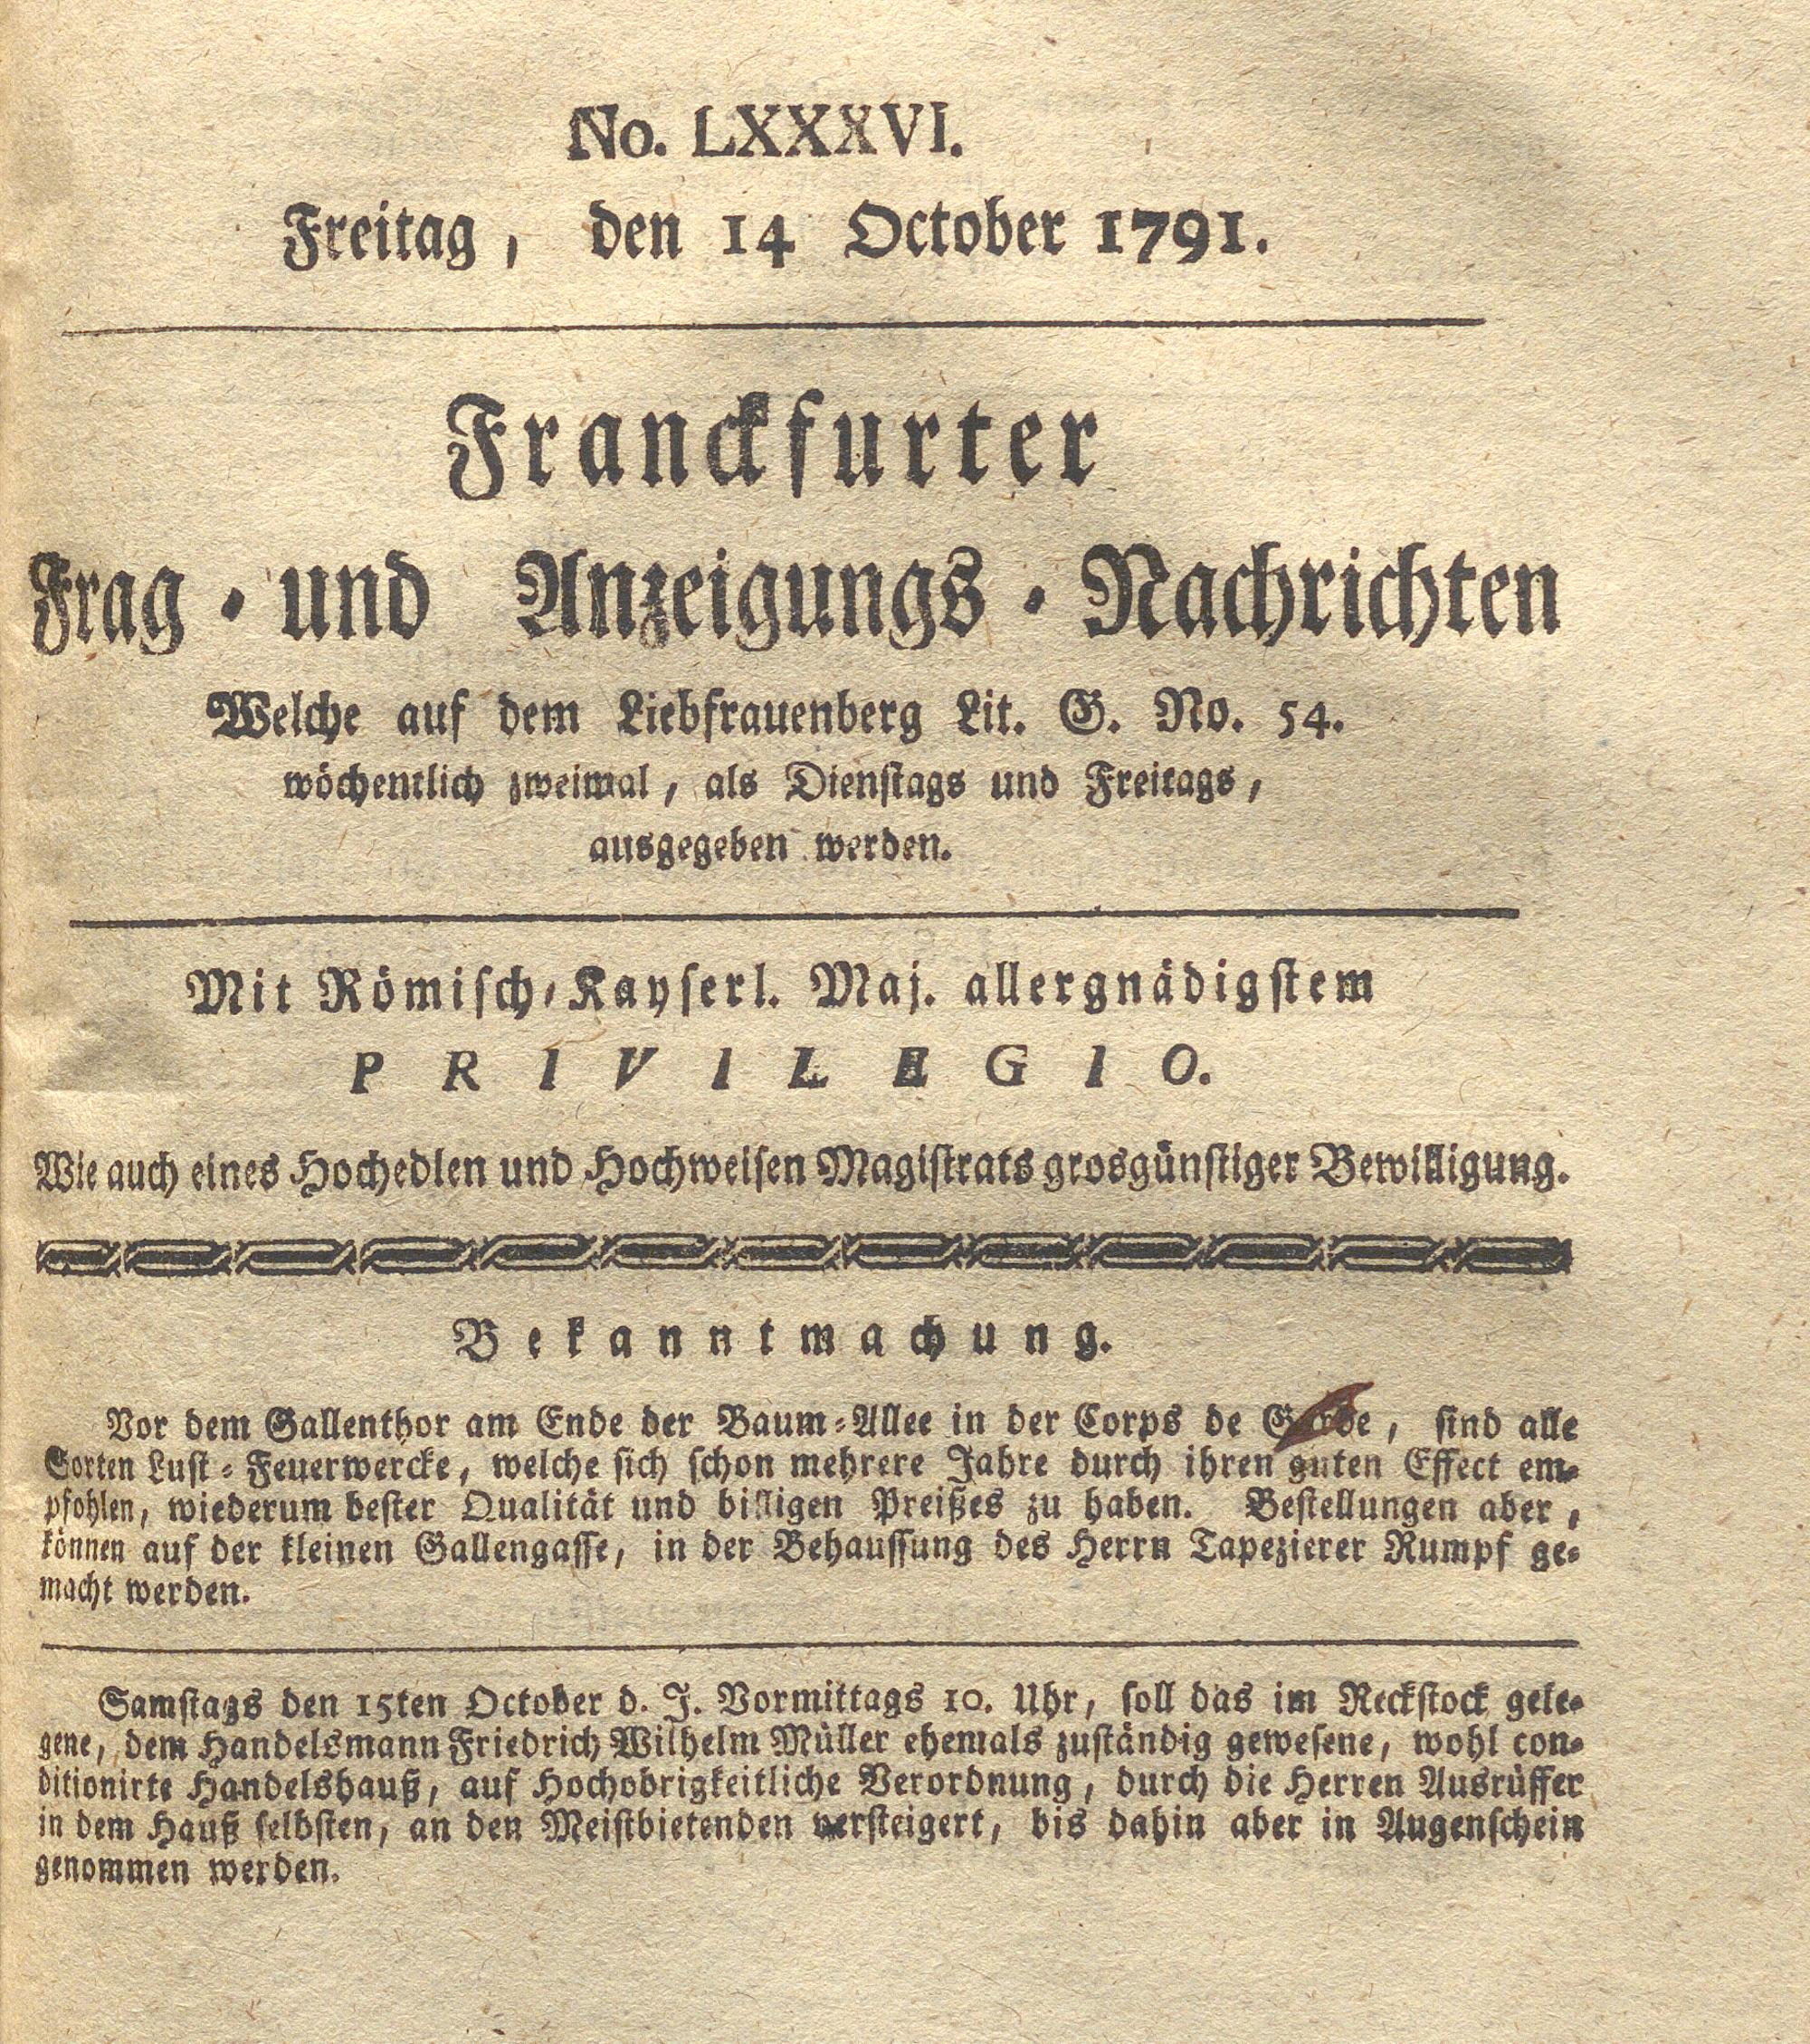 No. LXXXVI.
Freitag, den 14 October 1791.
Franckfurter
Frag- und Anzeigungs-Nachrichten
Welche auf dem Liebfrauenberg Lit. G. No. 54.
wöchentlich zweimal, als Dienstags und Freitags,
ausgegeben werden.
Mit Römisch-Kayserl. Maj. allergnädigstem
PRIVILEGIO.
Wie auch eines Hochedlen und Hochweisen Magistrats grosgünstiger Bewilligung.
Bekanntmachung.
Vor dem Gallenthor am Ende der Baum-Allee in der Corps de Garde, sind alle
Sorten Lust-Feuerwercke, welche sich schon mehrere Jahre durch ihren guten Effect em-
pfohlen, wiederum bester Qualität und billigen Preißes zu haben. Bestellungen aber,
können auf der kleinen Gallengasse, in der Behaussung des Herrn Tapezierer Rumpf ge-
macht werden.
Samstags den 15ten October d. J. Vormittags 10. Uhr, soll das im Reckstock gele-
gene, dem Handelsmann Friedrich Wilhelm Müller ehemals zuständig gewesene, wohl con-
ditionirte Handelshauß, auf Hochobrigkeitliche Verordnung, durch die Herren Ausrüffer
in dem Hauß selbsten, an den Meistbietenden versteigert, bis dahin aber in Augenschein
genommen werden.